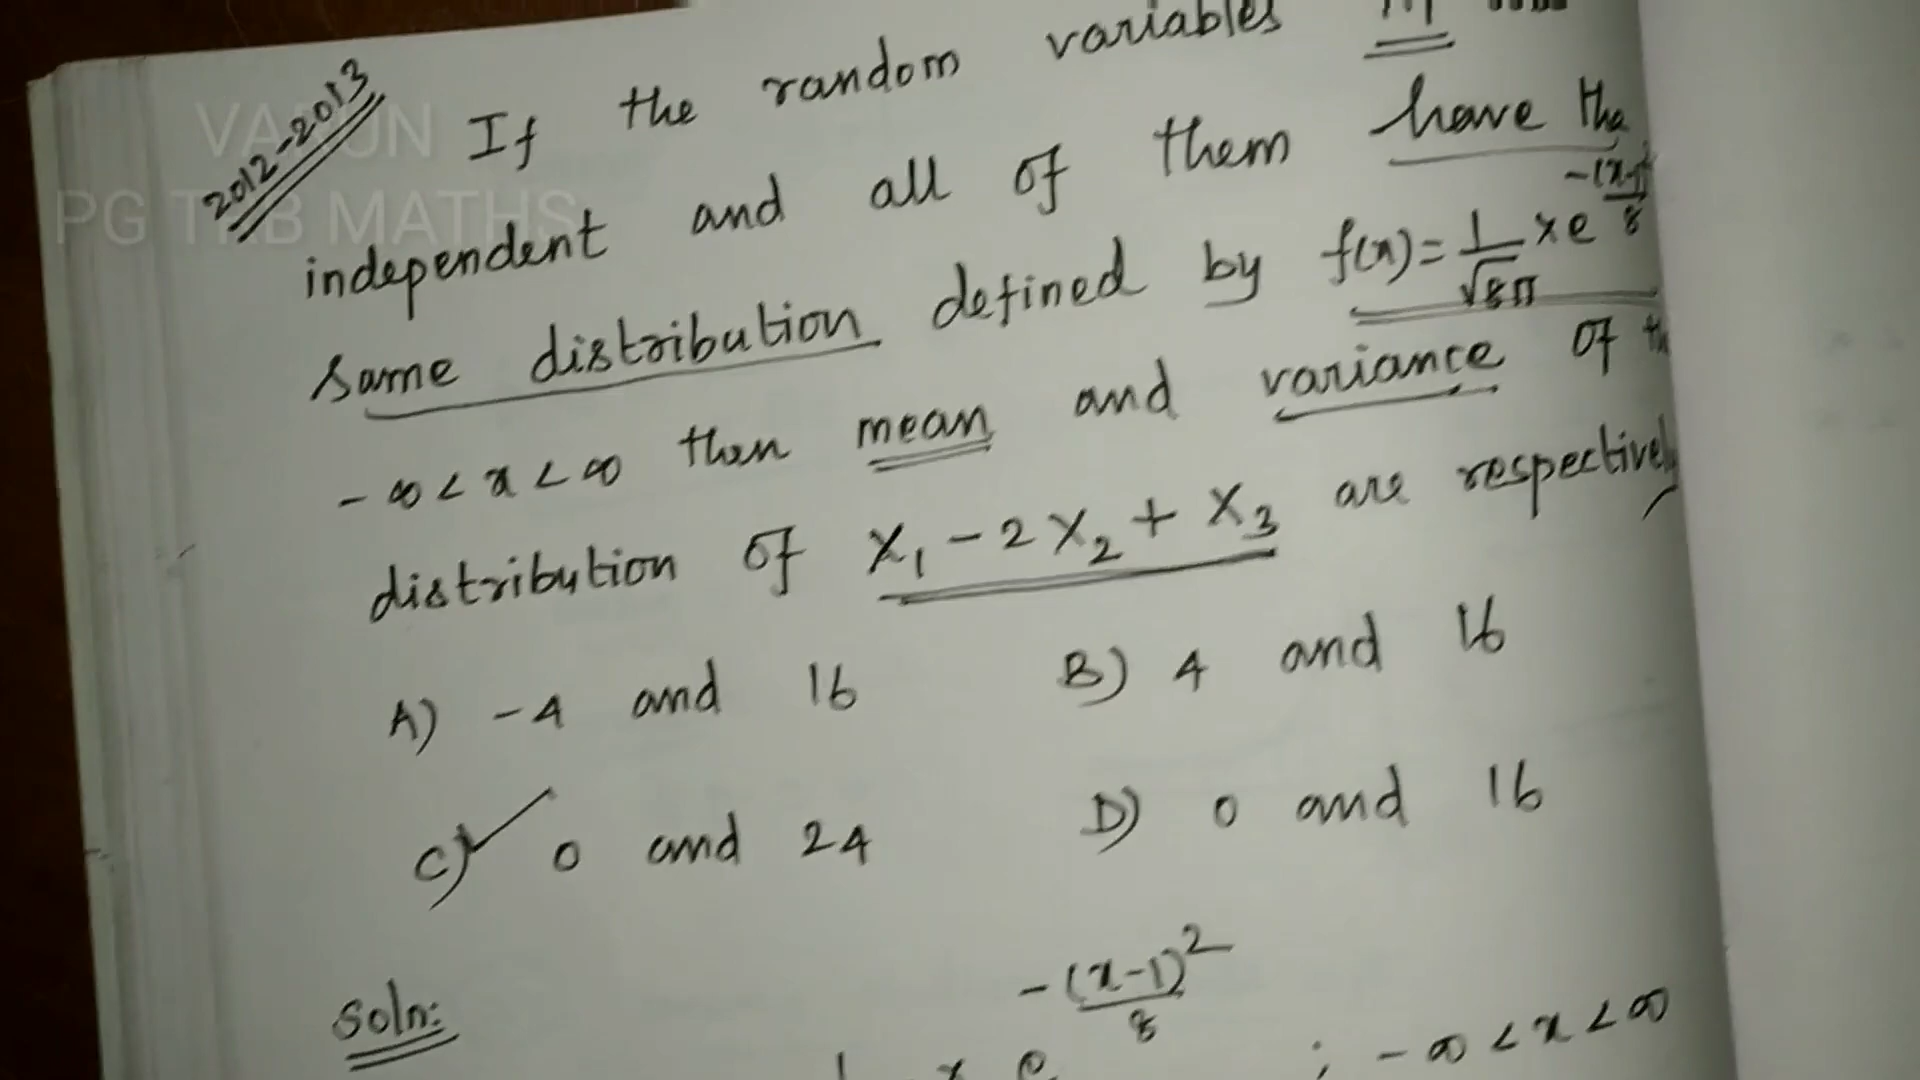 VARUN
PG TRB MATHS
2012-2013
If the random variables
independent and all of them have the
same distribution defined by f(x)= 1/√8π × e^-(x-1)²/8
-∞<x<∞ then mean and variance of the
distribution of X₁ - 2X₂ + X₃ are respectively
A) -4 and 16 B) 4 and 16
C) 0 and 24 D) 0 and 16
Soln:
-(x-1)²/8
; -∞<x<∞